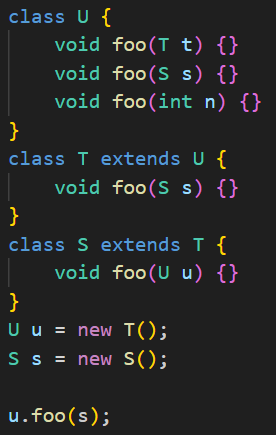 class U {
    void foo(T t) {}
    void foo(S s) {}
    void foo(int n) {}
}
class T extends U {
    void foo(S s) {}
}
class S extends T {
    void foo(U u) {}
}
U u = new T();
S s = new S();

u.foo(s);